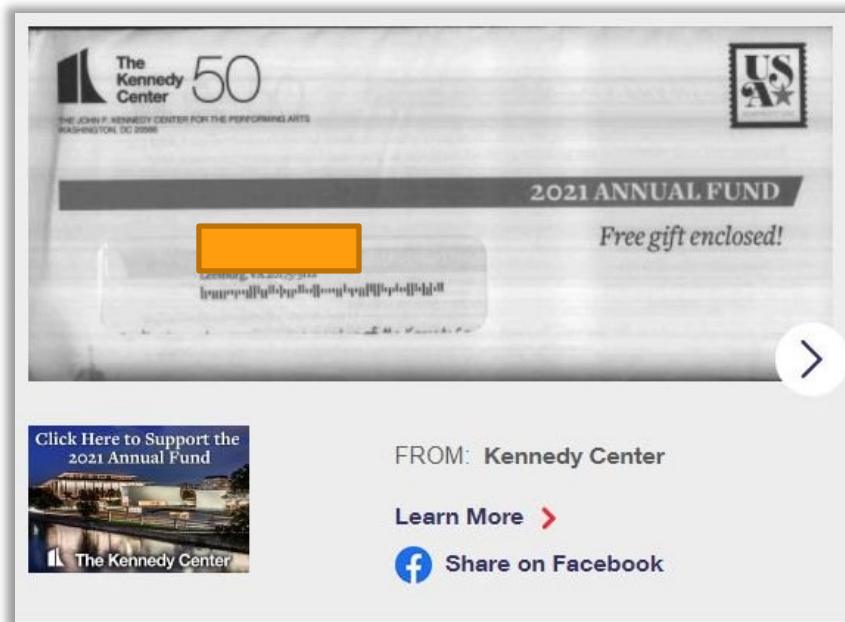 The
Kennedy
Center
50
THE JOHN F. KENNEDY CENTER FOR THE PERFORMING ARTS
WASHINGTON, DC 20566
USA
2021 ANNUAL FUND
Free gift enclosed!
Leesburg, VA
Click Here to Support the
2021 Annual Fund
The Kennedy Center
FROM: Kennedy Center
Learn More
Share on Facebook